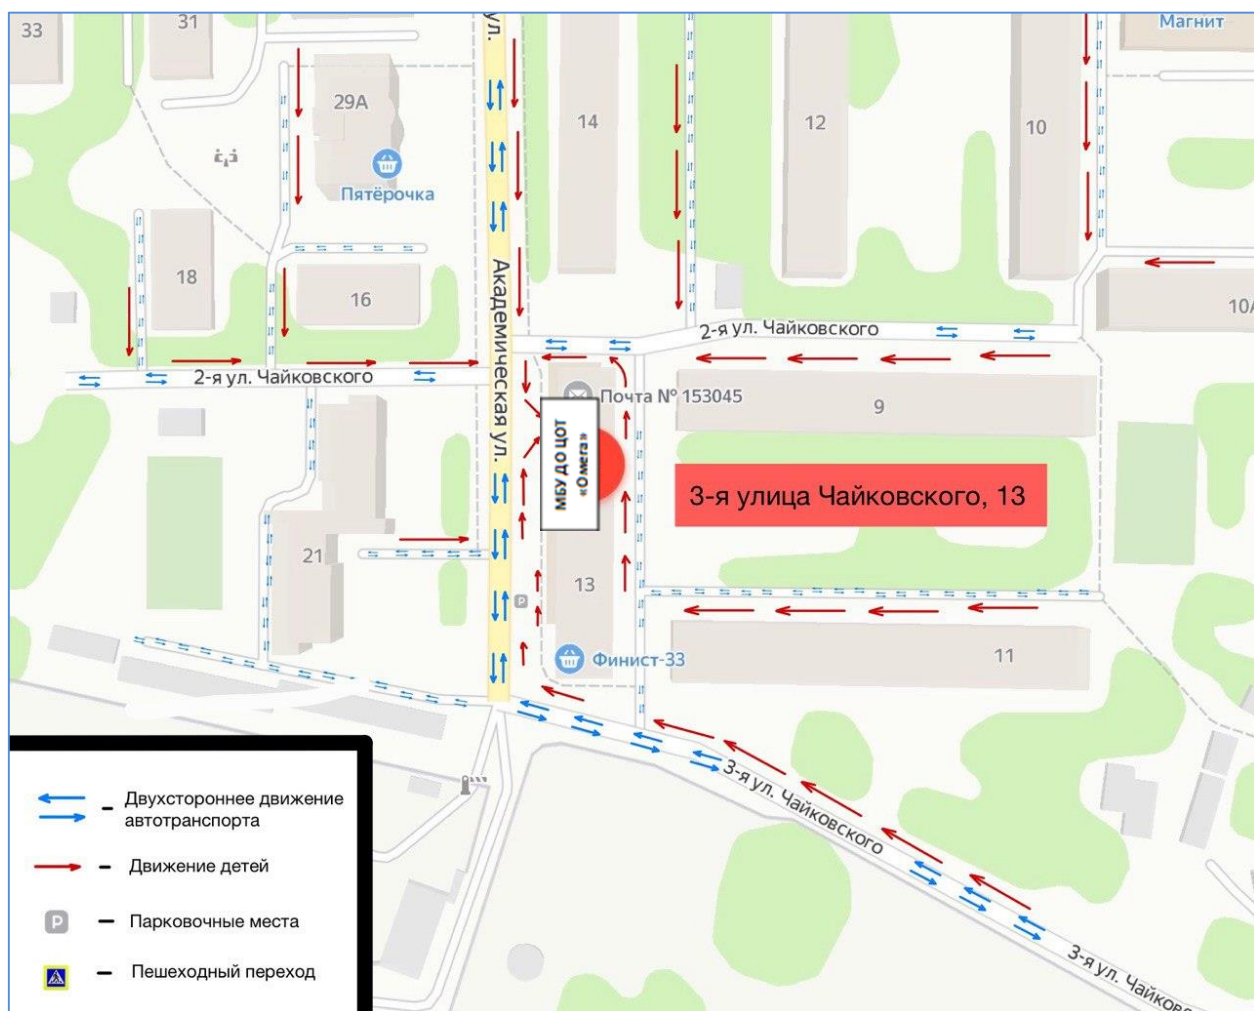 33
31
ул.
Магнит
29А
14
12
10
Пятёрочка
18
16
10А
Академическая ул.
2-я ул. Чайковского
2-я ул. Чайковского
Почта № 153045
9
МБУ ДО ЦОТ
«Омега»
3-я улица Чайковского, 13
21
13
P
Финист-33
11
3-я ул. Чайковского
3-я ул. Чайковс
Двухстороннее движение
автотранспорта
Движение детей
P
Парковочные места
Пешеходный переход